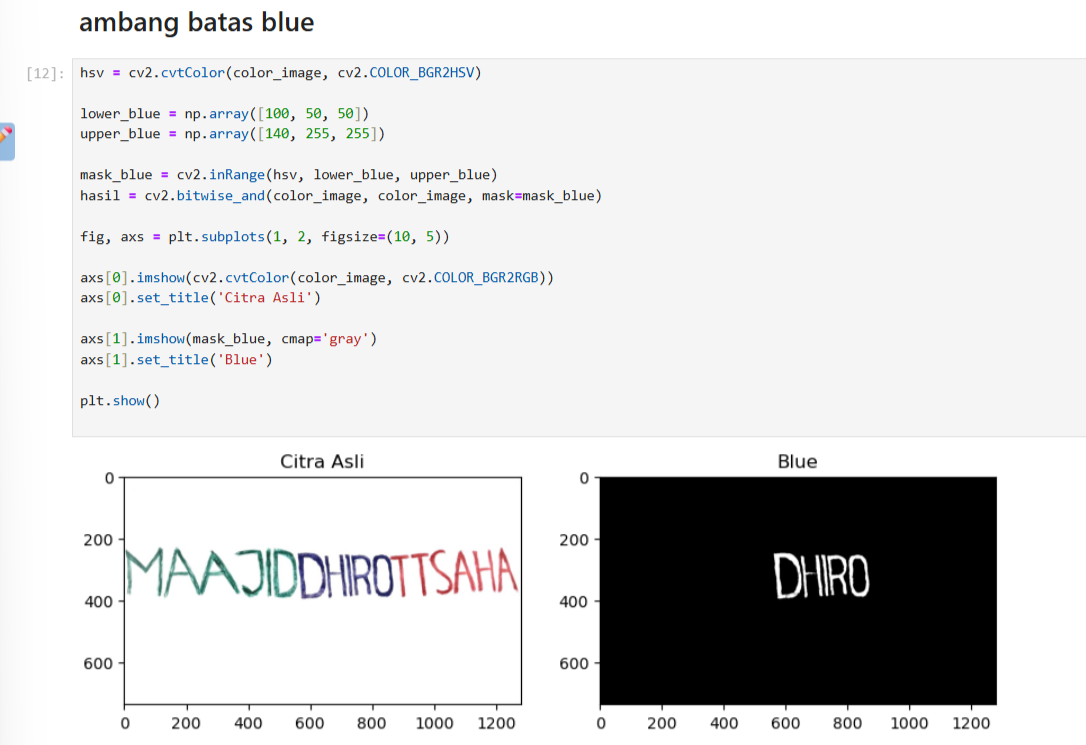 ambang batas blue
[12]: hsv = cv2.cvtColor(color_image, cv2.COLOR_BGR2HSV)
lower_blue = np.array([100, 50, 50])
upper_blue = np.array([140, 255, 255])
mask_blue = cv2.inRange(hsv, lower_blue, upper_blue)
hasil = cv2.bitwise_and(color_image, color_image, mask=mask_blue)
fig, axs = plt.subplots(1, 2, figsize=(10, 5))
axs[0].imshow(cv2.cvtColor(color_image, cv2.COLOR_BGR2RGB))
axs[0].set_title('Citra Asli')
axs[1].imshow(mask_blue, cmap='gray')
axs[1].set_title('Blue')
plt.show()
Citra Asli
0
200
400
600
MAAJIDDHIROTTSAHA
0 200 400 600 800 1000 1200
Blue
0
200
400
600
DHIRO
0 200 400 600 800 1000 1200